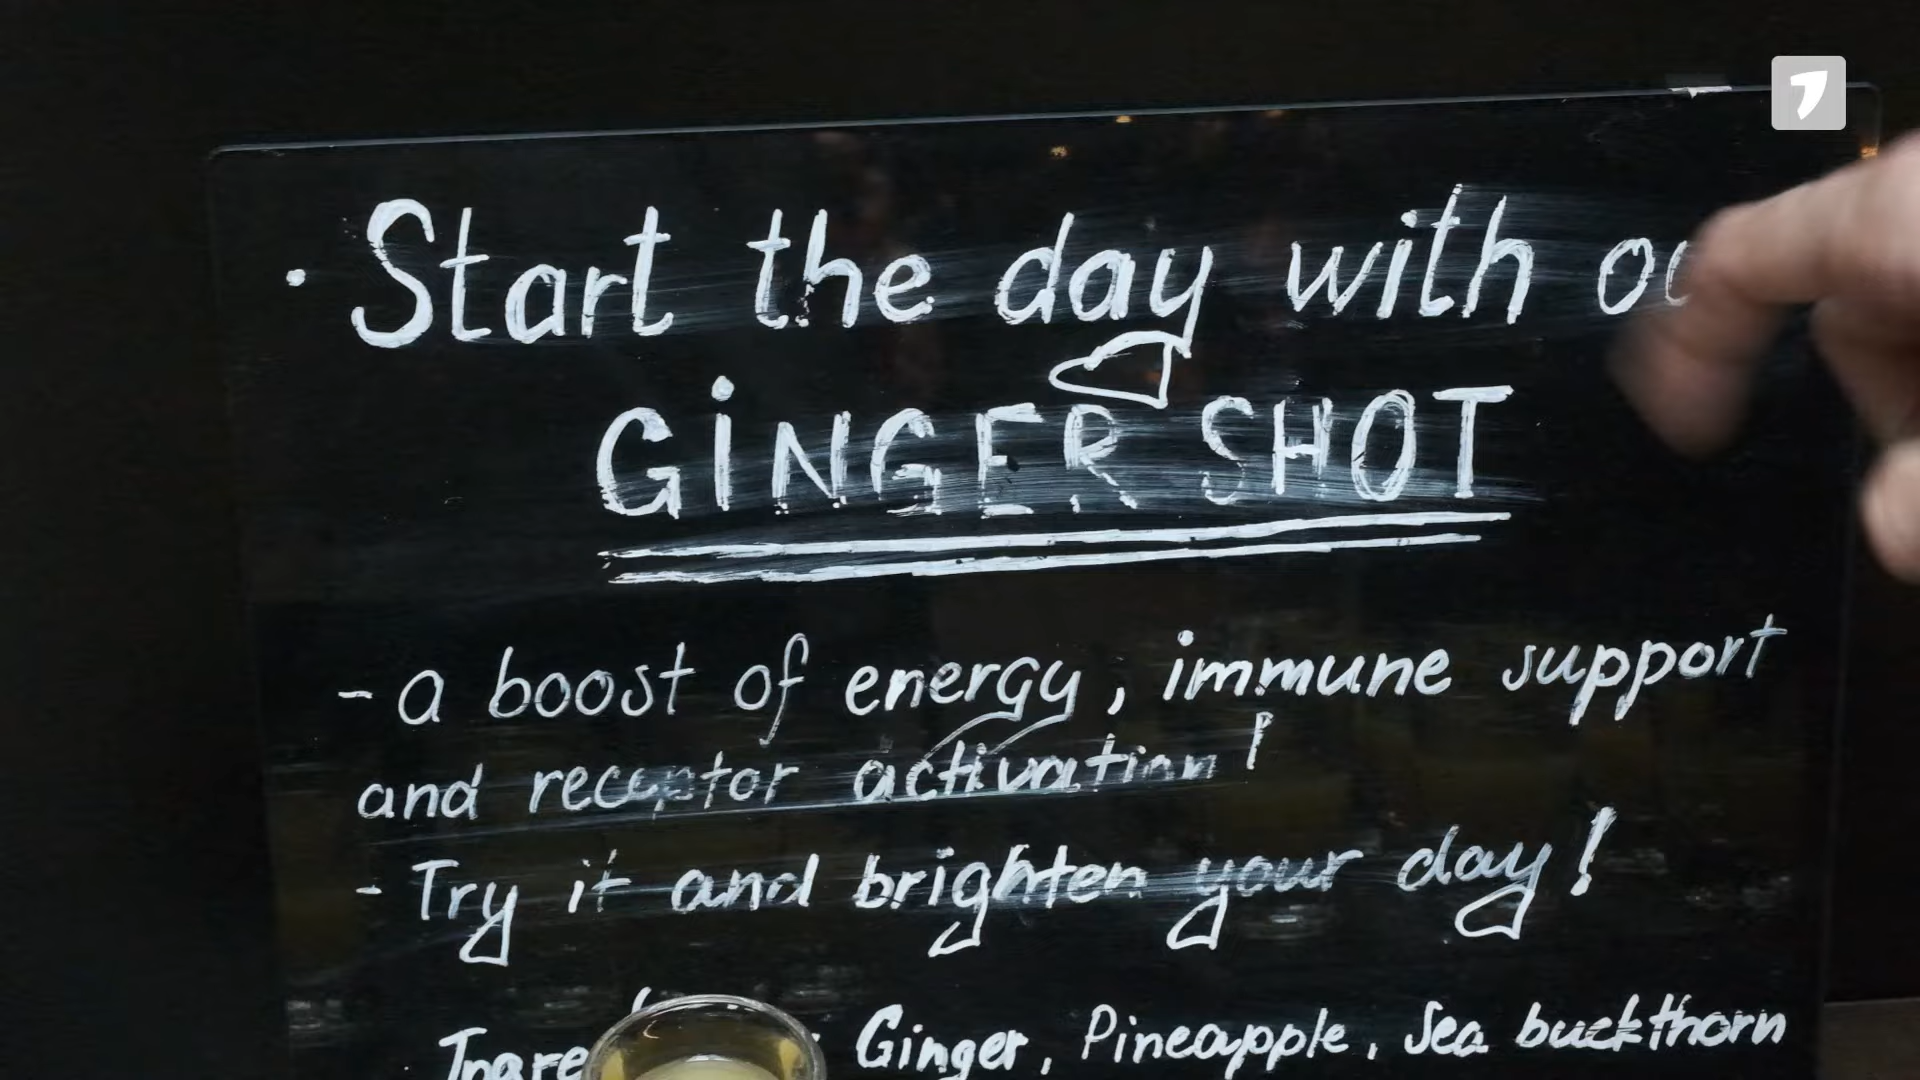 · Start the day with
GINGER SHOT
- a boost of energy, immune support
and receptor activation!
- Try it and brighten your day!
Ginger, Pineapple, Sea buckthorn